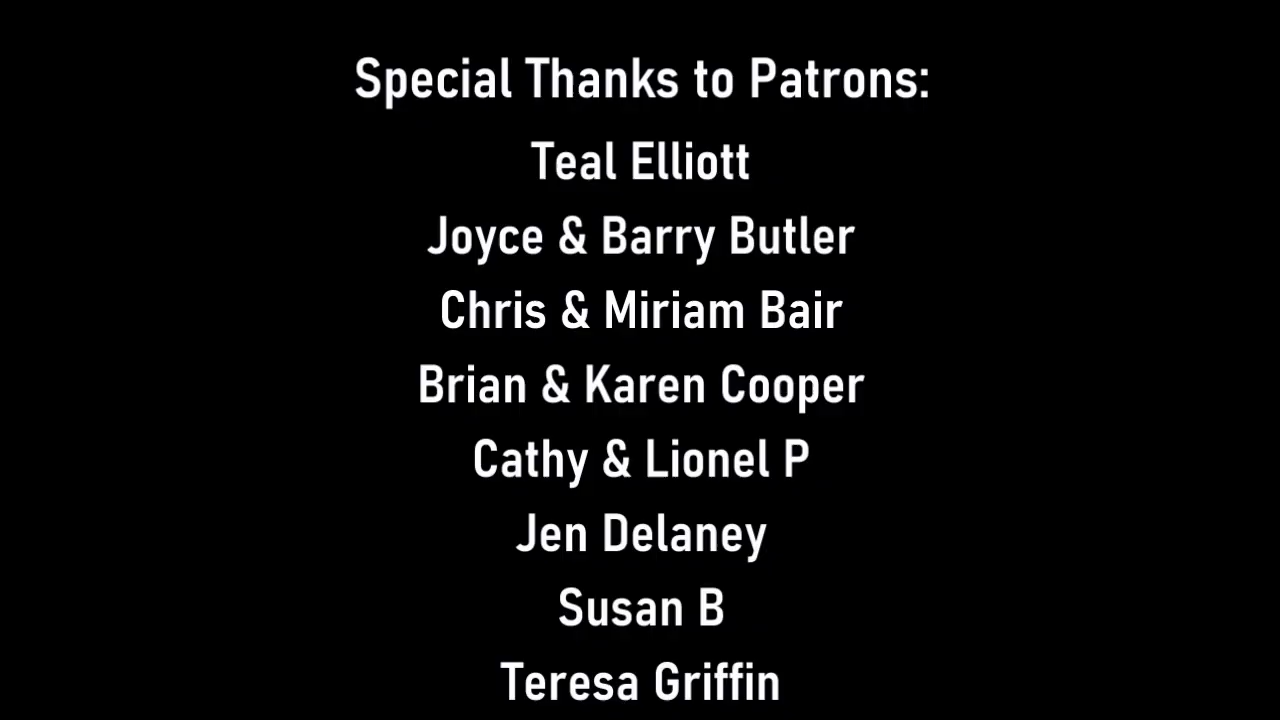 Special Thanks to Patrons:
Teal Elliott
Joyce & Barry Butler
Chris & Miriam Bair
Brian & Karen Cooper
Cathy & Lionel P
Jen Delaney
Susan B
Teresa Griffin